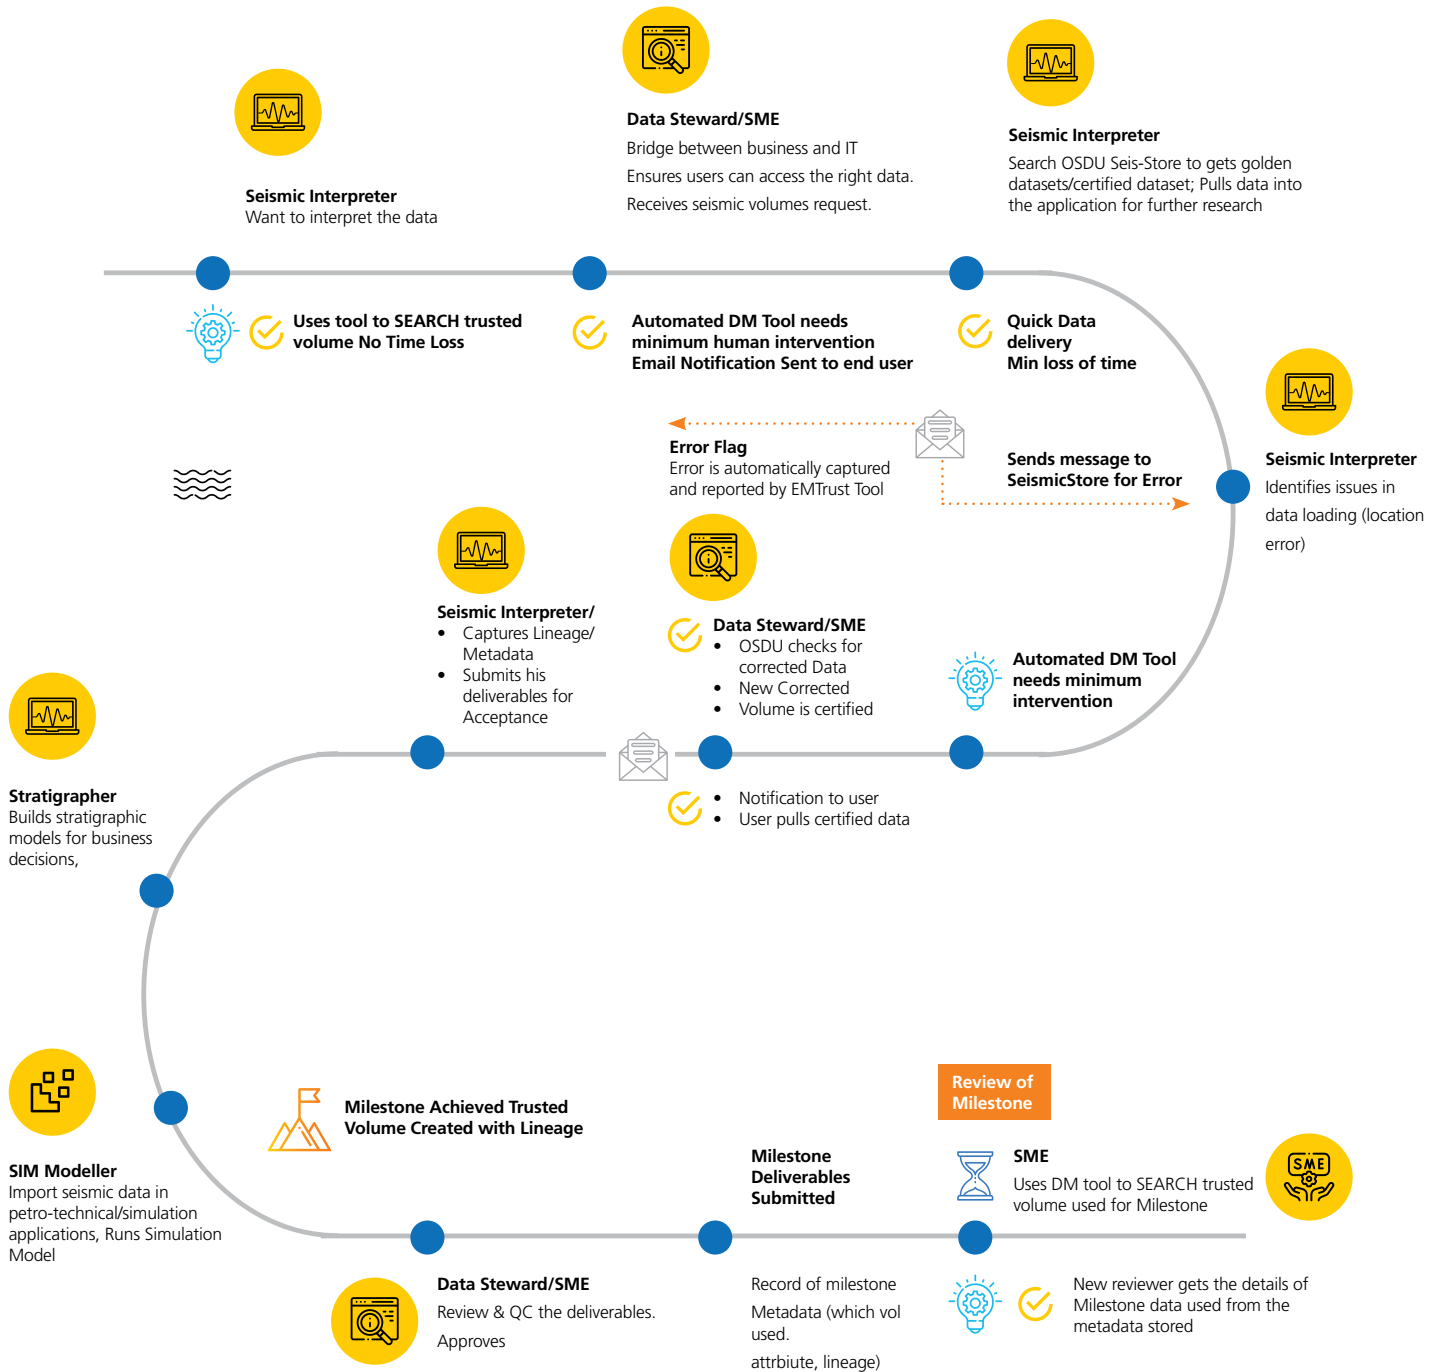 Seismic Interpreter
Want to interpret the data
Data Steward/SME
Bridge between business and IT
Ensures users can access the right data.
Receives seismic volumes request.
Seismic Interpreter
Search OSDU Seis-Store to gets golden
datasets/certified dataset; Pulls data into
the application for further research
Uses tool to SEARCH trusted
volume No Time Loss
Automated DM Tool needs
minimum human intervention
Email Notification Sent to end user
Quick Data
delivery
Min loss of time
Error Flag
Error is automatically captured
and reported by EMTrust Tool
Sends message to
SeismicStore for Error
Seismic Interpreter
Identifies issues in
data loading (location
error)
Seismic Interpreter/
• Captures Lineage/
Metadata
• Submits his
deliverables for
Acceptance
Data Steward/SME
• OSDU checks for
corrected Data
• New Corrected
• Volume is certified
Automated DM Tool
needs minimum
intervention
• Notification to user
• User pulls certified data
Stratigrapher
Builds stratigraphic
models for business
decisions,
SIM Modeller
Import seismic data in
petro-technical/simulation
applications, Runs Simulation
Model
Milestone Achieved Trusted
Volume Created with Lineage
Data Steward/SME
Review & QC the deliverables.
Approves
Milestone
Deliverables
Submitted
Record of milestone
Metadata (which vol
used.
attrbiute, lineage)
Review of
Milestone
SME
Uses DM tool to SEARCH trusted
volume used for Milestone
SME
New reviewer gets the details of
Milestone data used from the
metadata stored